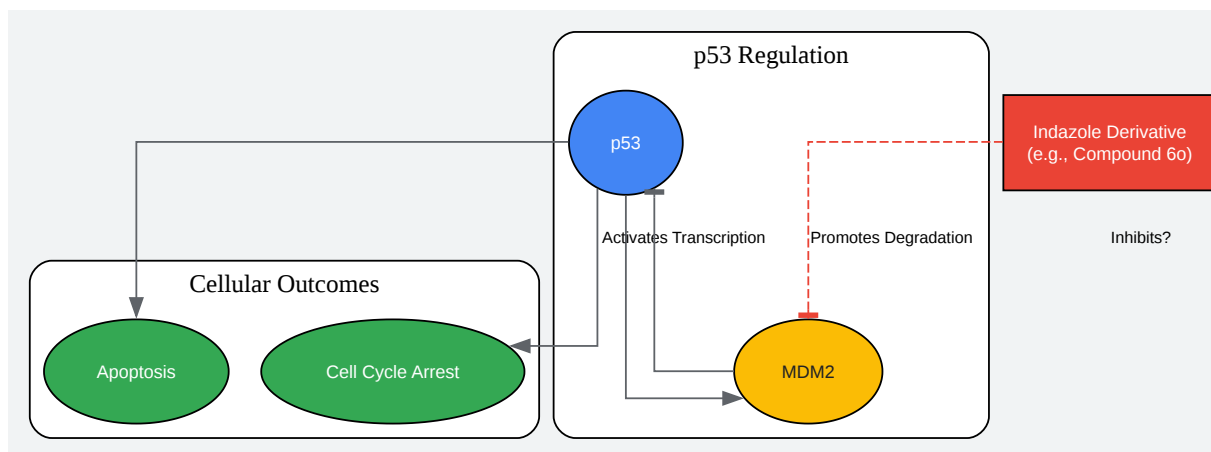 p53 Regulation
p53
Indazole Derivative
(e.g., Compound 6o)
Activates Transcription
Promotes Degradation
Inhibits?
Cellular Outcomes
Apoptosis
Cell Cycle Arrest
MDM2